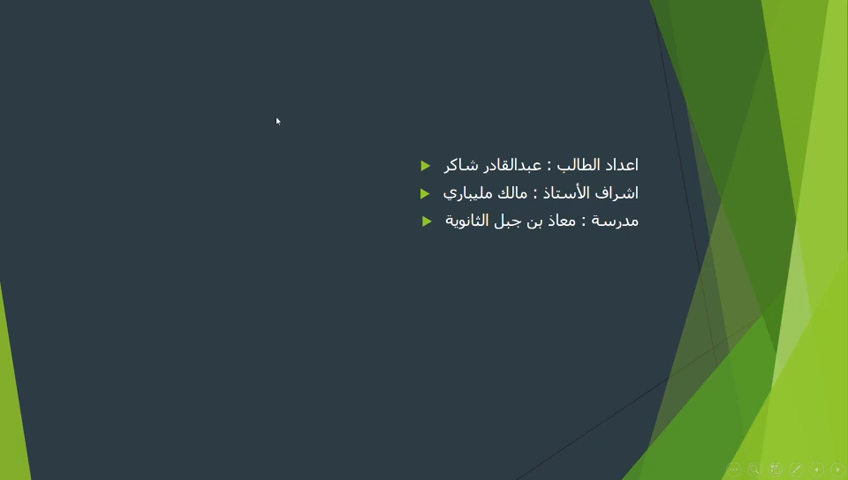 اعداد الطالب : عبدالقادر شاكر
اشراف الأستاذ : مالك مليباري
مدرسة : معاذ بن جبل الثانوية